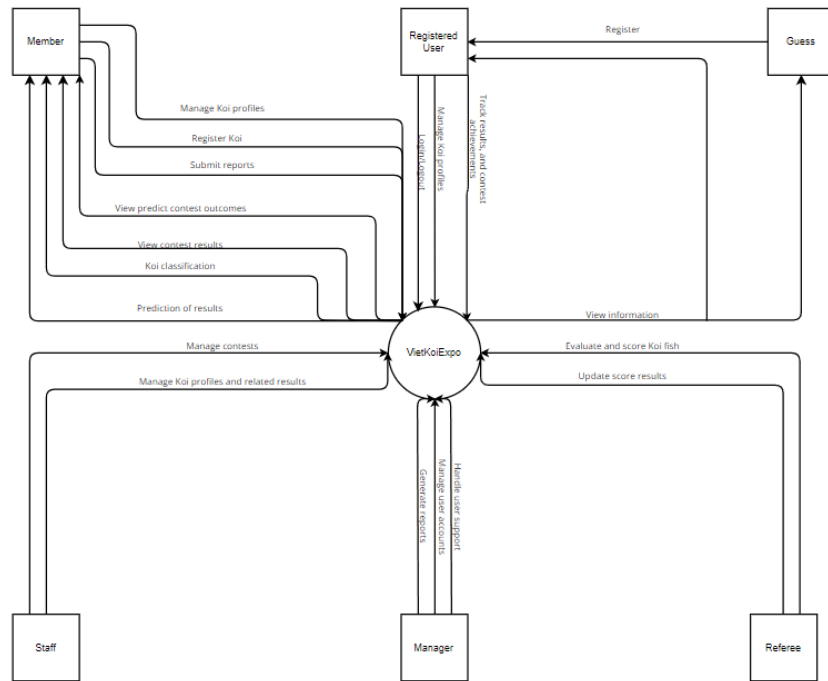 Member
Registered
User
Guess
Register
Manage Koi profiles
Register Koi
Submit reports
View predict contest outcomes
View contest results
Koi classification
Prediction of results
Login/Logout
Manage Koi profiles
Track results, and contest
achievements
View information
VietKoiExpo
Manage contests
Manage Koi profiles and related results
Evaluate and score Koi fish
Update score results
Generate reports
Manage user accounts
Handle user support
Staff
Manager
Referee